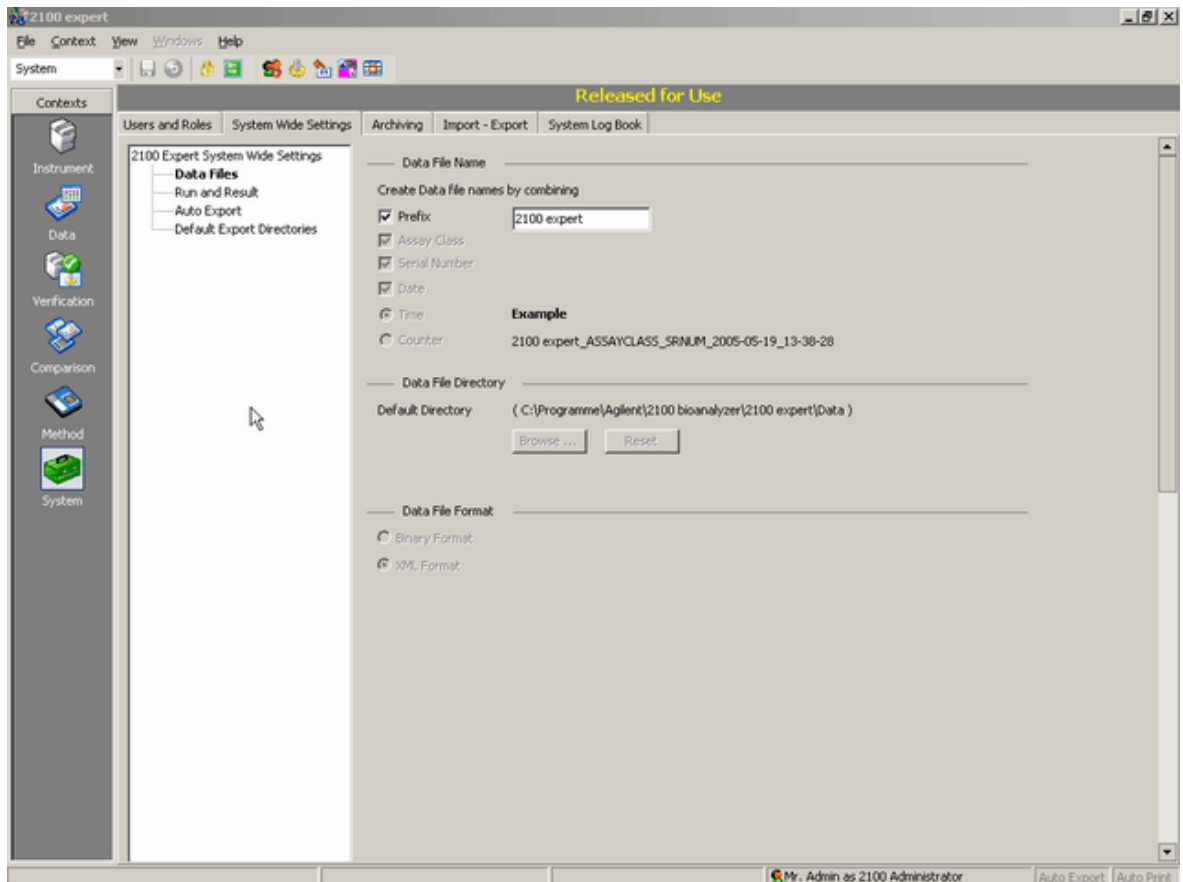 2100 expert
File Context View Windows Help
System
Contexts
Released for Use
Users and Roles System Wide Settings Archiving Import - Export System Log Book
Instrument
Data
Verification
Comparison
Method
System
2100 Expert System Wide Settings
Data Files
Run and Result
Auto Export
Default Export Directories
Data File Name
Create Data file names by combining
Prefix 2100 expert
Assay Class
Serial Number
Date
Time Example
Counter 2100 expert_ASSAYCLASS_SRNUM_2005-05-19_13-38-28
Data File Directory
Default Directory ( C:\Programme\Agilent\2100 bioanalyzer\2100 expert\Data )
Browse ... Reset
Data File Format
Binary Format
XML Format
Mr. Admin as 2100 Administrator Auto Export Auto Print